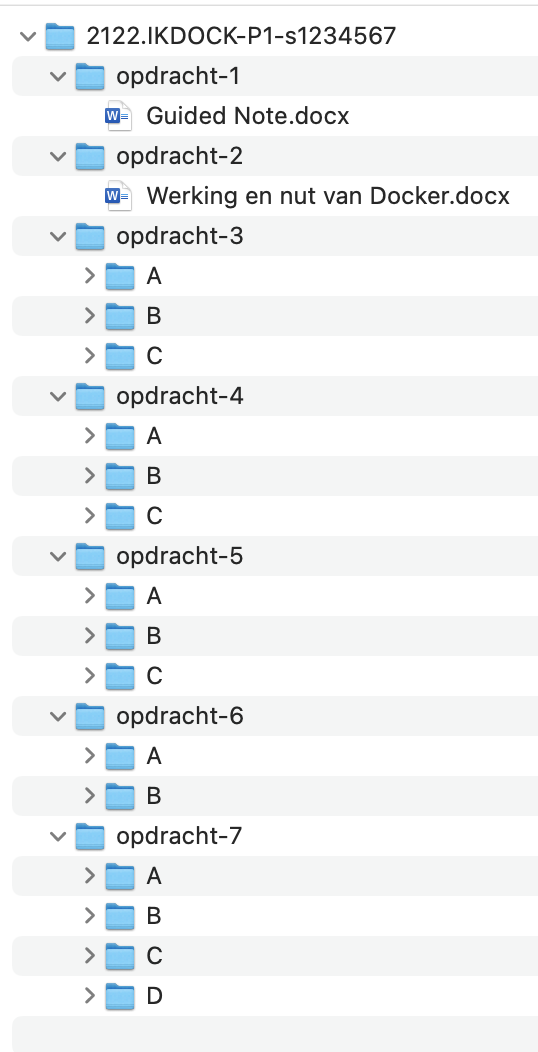 2122.IKDOCK-P1-s1234567
opdracht-1
Guided Note.docx
opdracht-2
Werking en nut van Docker.docx
opdracht-3
A
B
C
opdracht-4
A
B
C
opdracht-5
A
B
C
opdracht-6
A
B
opdracht-7
A
B
C
D